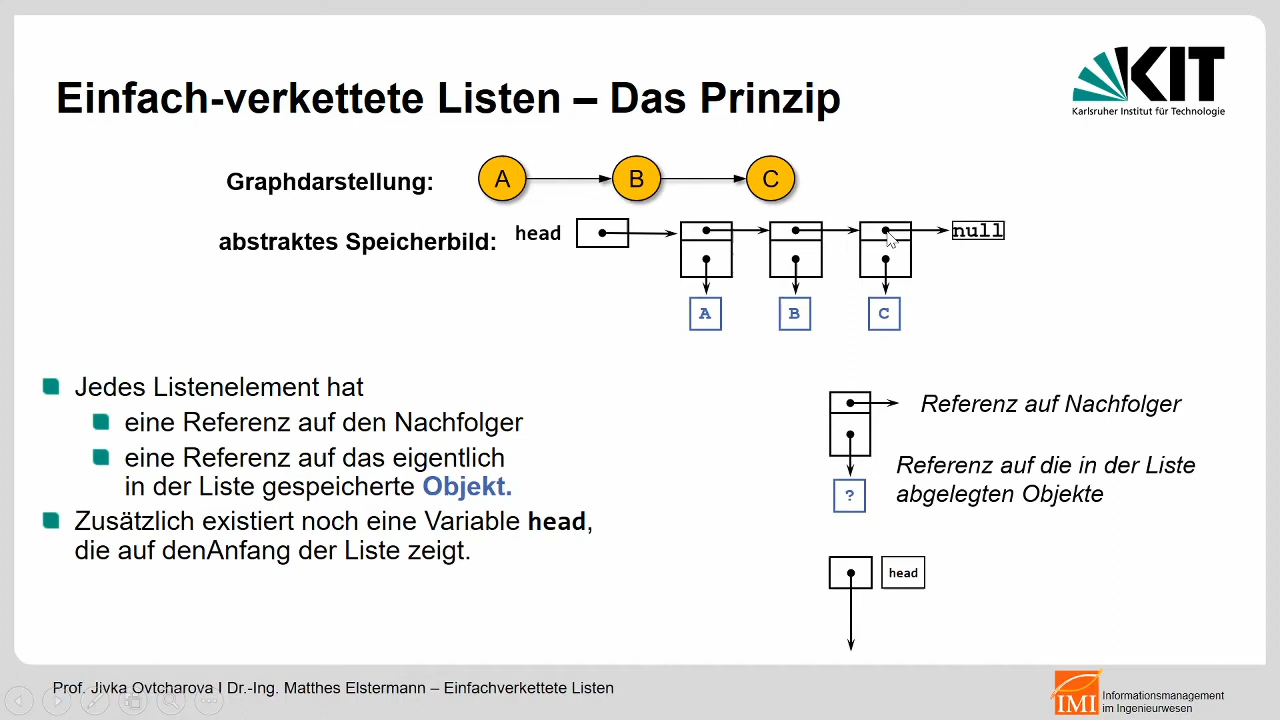 KIT
Karlsruher Institut für Technologie
Einfach-verkettete Listen – Das Prinzip
Graphdarstellung:
A
B
C
abstraktes Speicherbild:
head
null
A
B
C
Jedes Listenelement hat
eine Referenz auf den Nachfolger
eine Referenz auf das eigentlich
in der Liste gespeicherte Objekt.
Zusätzlich existiert noch eine Variable head,
die auf denAnfang der Liste zeigt.
Referenz auf Nachfolger
Referenz auf die in der Liste
abgelegten Objekte
?
head
Prof. Jivka Ovtcharova I Dr.-Ing. Matthes Elstermann – Einfachverkettete Listen
IMI
Informationsmanagement
im Ingenieurwesen